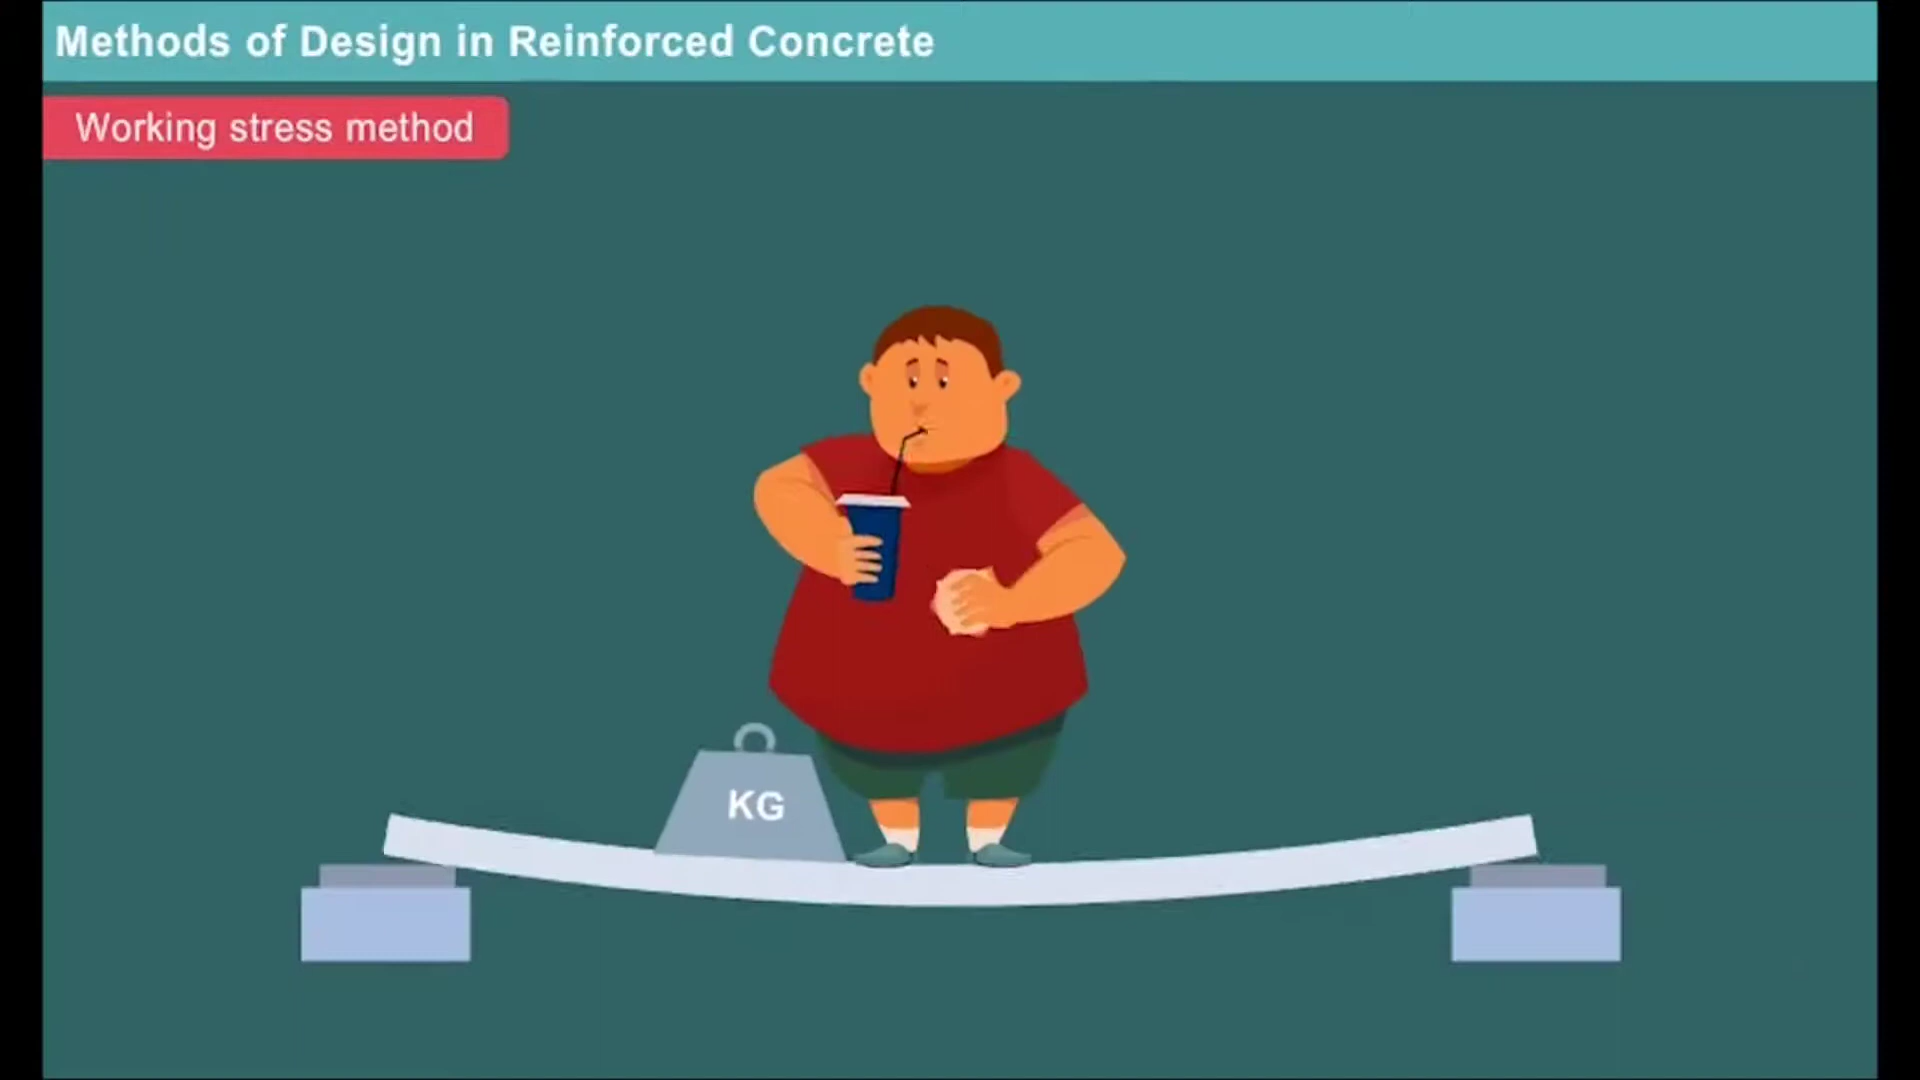 Methods of Design in Reinforced Concrete
Working stress method
KG